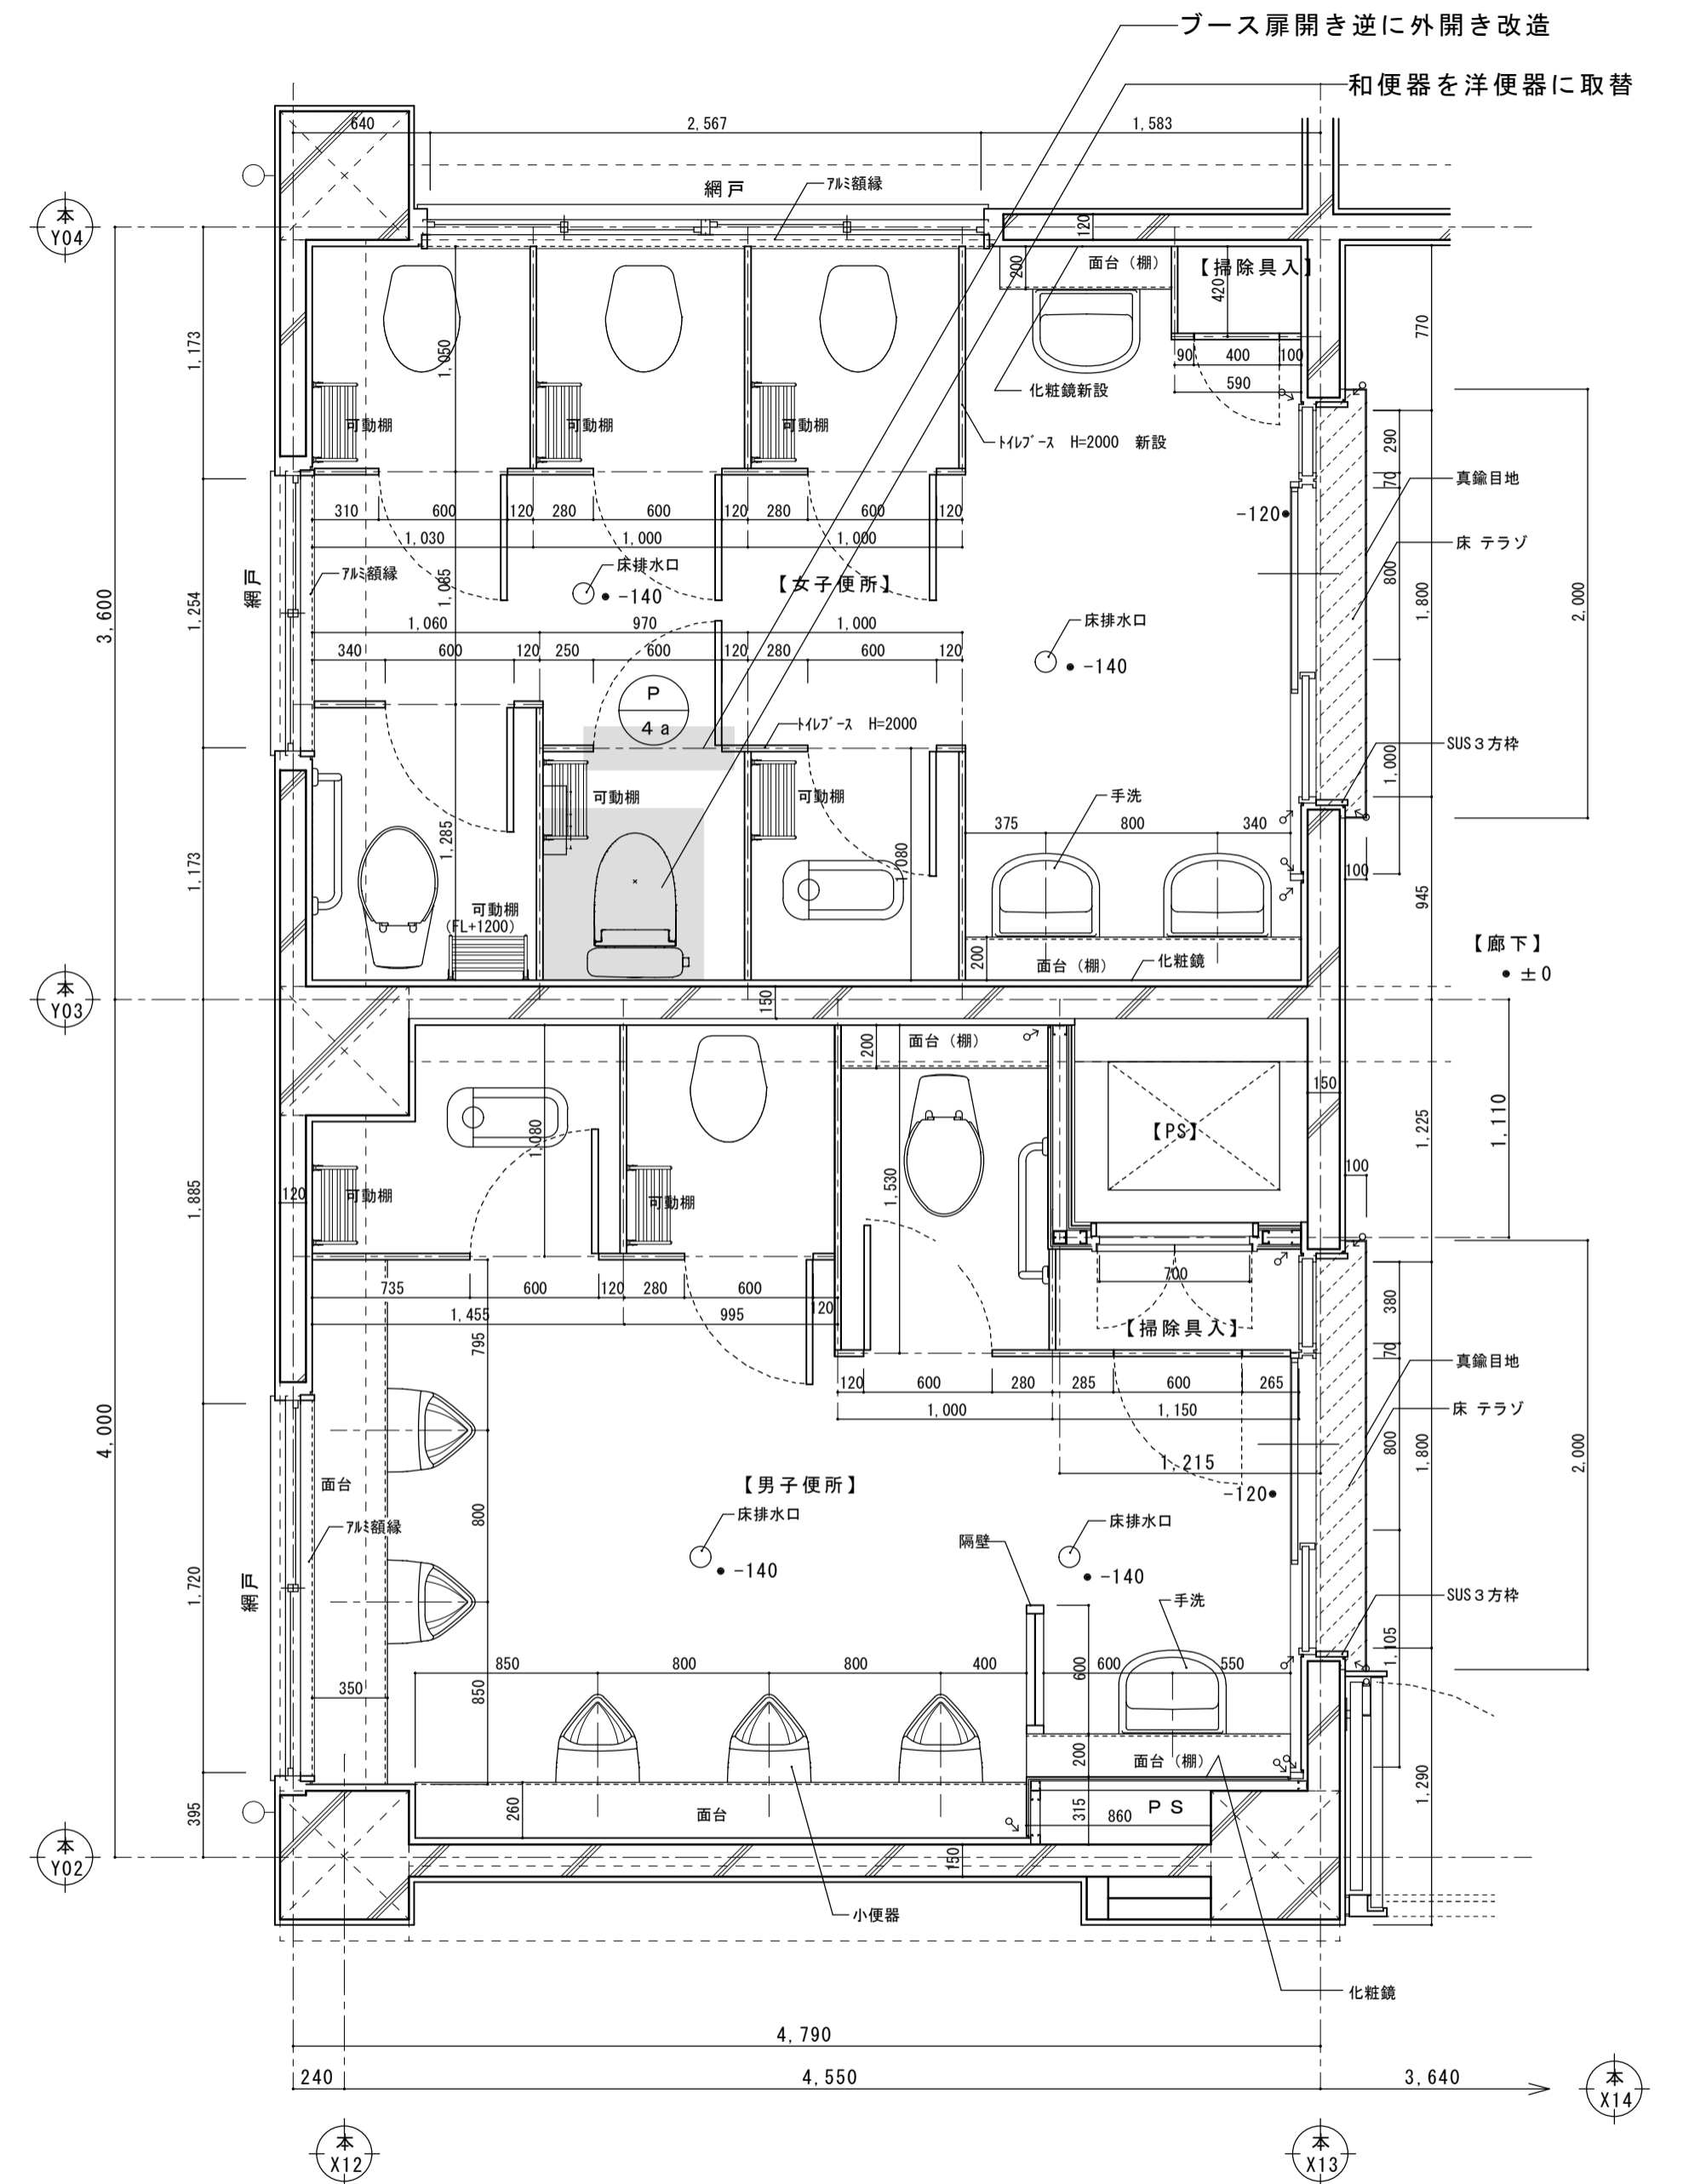 ブース扉開き逆に外開き改造
和便器を洋便器に取替
640
2,567
1,583
網戸
アルミ額縁
本
Y04
120
200
面台（棚）
【掃除具入】
420
90
400
100
590
770
1,173
1,050
可動棚
可動棚
可動棚
化粧鏡新設
トイレブース H=2000 新設
290
70
真鍮目地
-120
310
600
120
280
600
120
280
600
120
1,030
1,000
1,000
床排水口
-140
【女子便所】
アルミ額縁
網戸
1,085
床 テラゾ
800
1,800
2,000
3,600
1,254
1,060
970
1,000
340
600
120
250
600
120
280
600
120
床排水口
-140
P
4a
トイレブース H=2000
SUS３方枠
1,000
可動棚
可動棚
手洗
375
800
340
1,285
1,080
1,173
100
945
可動棚
(FL+1200)
200
面台（棚）
化粧鏡
【廊下】
±0
本
Y03
150
200
面台（棚）
150
【PS】
1,225
1,110
1,080
1,530
100
120
可動棚
可動棚
1,885
735
600
120
280
600
120
1,455
995
795
700
【掃除具入】
380
70
真鍮目地
120
600
280
285
600
265
1,000
1,150
1,215
床 テラゾ
800
1,800
2,000
4,000
面台
アルミ額縁
【男子便所】
床排水口
-140
-120
隔壁
床排水口
-140
800
網戸
1,720
手洗
SUS３方枠
850
800
800
400
600
600
550
1,105
350
850
200
面台（棚）
395
260
面台
315
860
ＰＳ
1,290
本
Y02
150
小便器
化粧鏡
4,790
240
4,550
3,640
本
X14
本
X12
本
X13